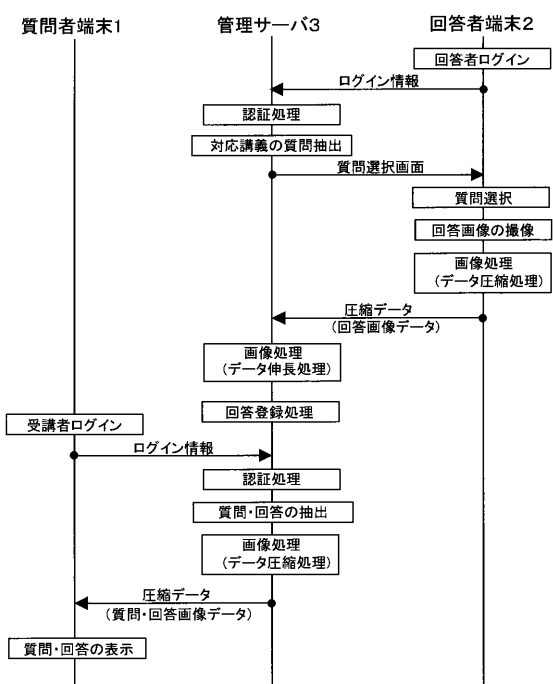 質問者端末1
管理サーバ3
回答者端末2
回答者ログイン
ログイン情報
認証処理
対応講義の質問抽出
質問選択画面
質問選択
回答画像の撮像
画像処理
(データ圧縮処理)
圧縮データ
(回答画像データ)
画像処理
(データ伸長処理)
回答登録処理
受講者ログイン
ログイン情報
認証処理
質問・回答の抽出
画像処理
(データ圧縮処理)
圧縮データ
(質問・回答画像データ)
質問・回答の表示